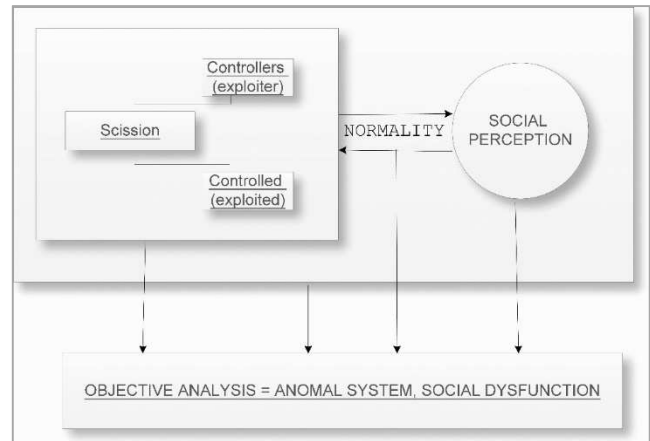 Controllers
(exploiter)
Scission
NORMALITY
SOCIAL
PERCEPTION
Controlled
(exploited)
OBJECTIVE ANALYSIS = ANOMAL SYSTEM, SOCIAL DYSFUNCTION